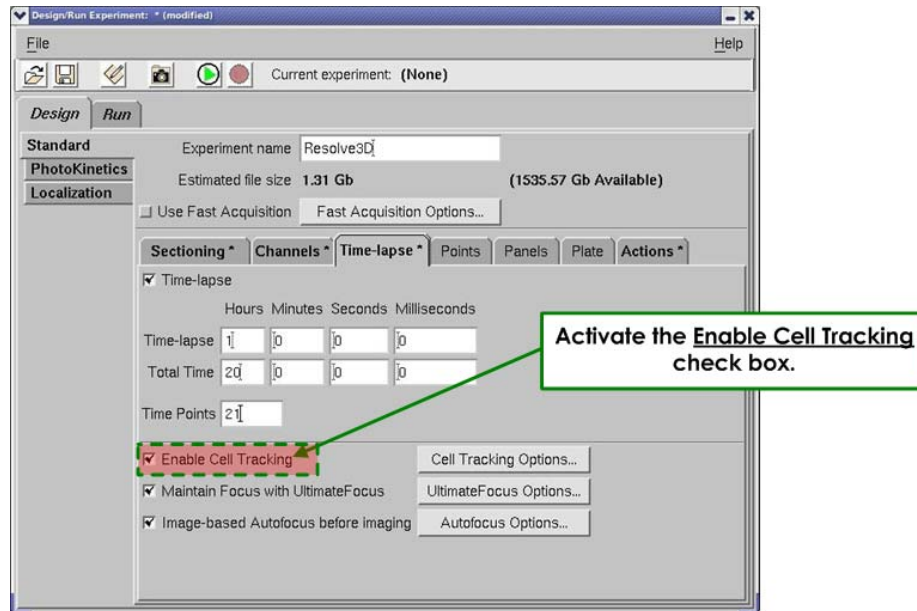 Design/Run Experiment: * (modified)
File Help
Current experiment: (None)
Design Run
Standard
PhotoKinetics
Localization
Experiment name Resolve3D
Estimated file size 1.31 Gb (1535.57 Gb Available)
Use Fast Acquisition Fast Acquisition Options...
Sectioning * Channels * Time-lapse * Points Panels Plate Actions *
Time-lapse
Hours Minutes Seconds Milliseconds
Time-lapse 1 0 0 0
Total Time 20 0 0 0
Time Points 21
Enable Cell Tracking Cell Tracking Options...
Maintain Focus with UltimateFocus UltimateFocus Options...
Image-based Autofocus before imaging Autofocus Options...
Activate the Enable Cell Tracking
check box.